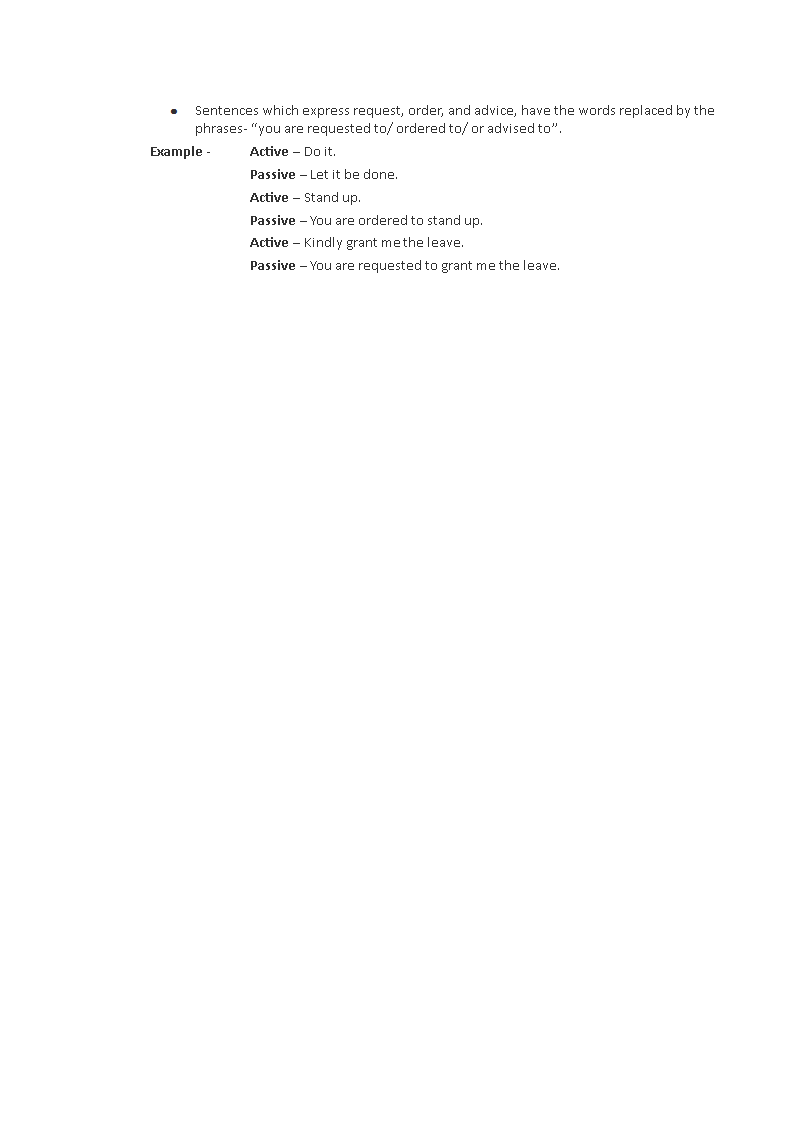 ● Sentences which express request, order, and advice, have the words replaced by the
phrases- “you are requested to/ ordered to/ or advised to”.
Example - Active – Do it.
Passive – Let it be done.
Active – Stand up.
Passive – You are ordered to stand up.
Active – Kindly grant me the leave.
Passive – You are requested to grant me the leave.